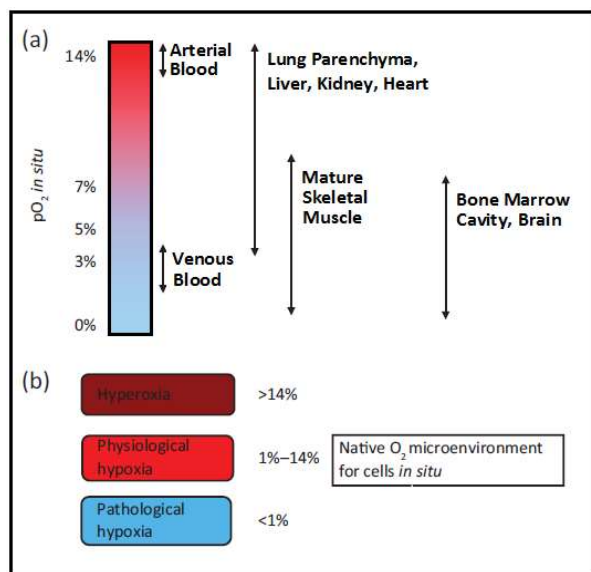 (a)
14%
Arterial
Blood
Lung Parenchyma,
Liver, Kidney, Heart
pO2 in situ
7%
Mature
Skeletal
Muscle
Bone Marrow
Cavity, Brain
5%
3%
Venous
Blood
0%
(b)
Hyperoxia
>14%
Physiological
hypoxia
1%–14%
Native O2 microenvironment
for cells in situ
Pathological
hypoxia
<1%